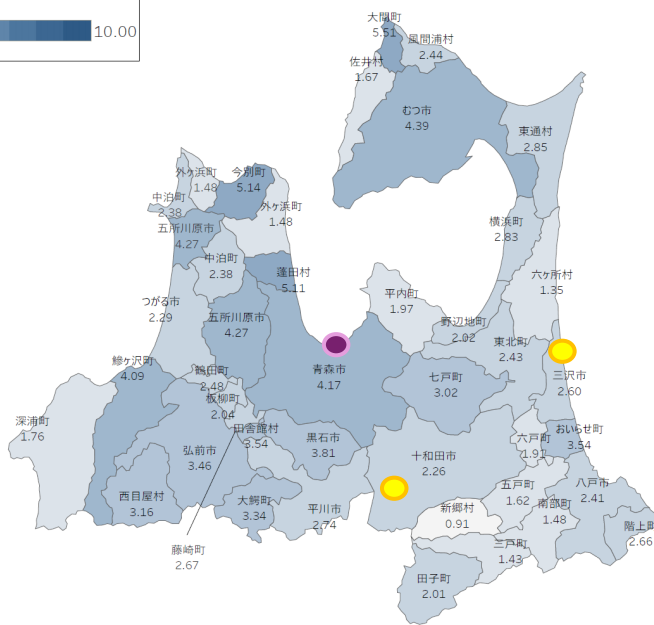 10.00
大間町
5.51
風間浦村
2.44
佐井村
1.67
むつ市
4.39
東通村
2.85
外ヶ浜町
1.48
今別町
5.14
中泊町
2.38
外ヶ浜町
1.48
五所川原市
4.27
横浜町
2.83
中泊町
2.38
蓬田村
5.11
六ヶ所村
1.35
平内町
1.97
つがる市
2.29
五所川原市
4.27
野辺地町
2.02
東北町
2.43
鰺ヶ沢町
4.09
鶴田町
2.48
青森市
4.17
七戸町
3.02
三沢市
2.60
板柳町
2.04
深浦町
1.76
田舎館村
3.54
黒石市
3.81
おいらせ町
3.54
六戸町
1.91
弘前市
3.46
十和田市
2.26
五戸町
1.62
八戸市
2.41
西目屋村
3.16
大鰐町
3.34
平川市
2.74
新郷村
0.91
南部町
1.48
階上町
2.66
藤崎町
2.67
三戸町
1.43
田子町
2.01